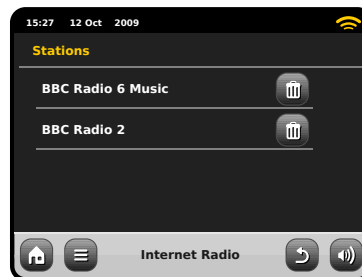 15:27 12 Oct 2009
Stations
BBC Radio 6 Music
BBC Radio 2
Internet Radio